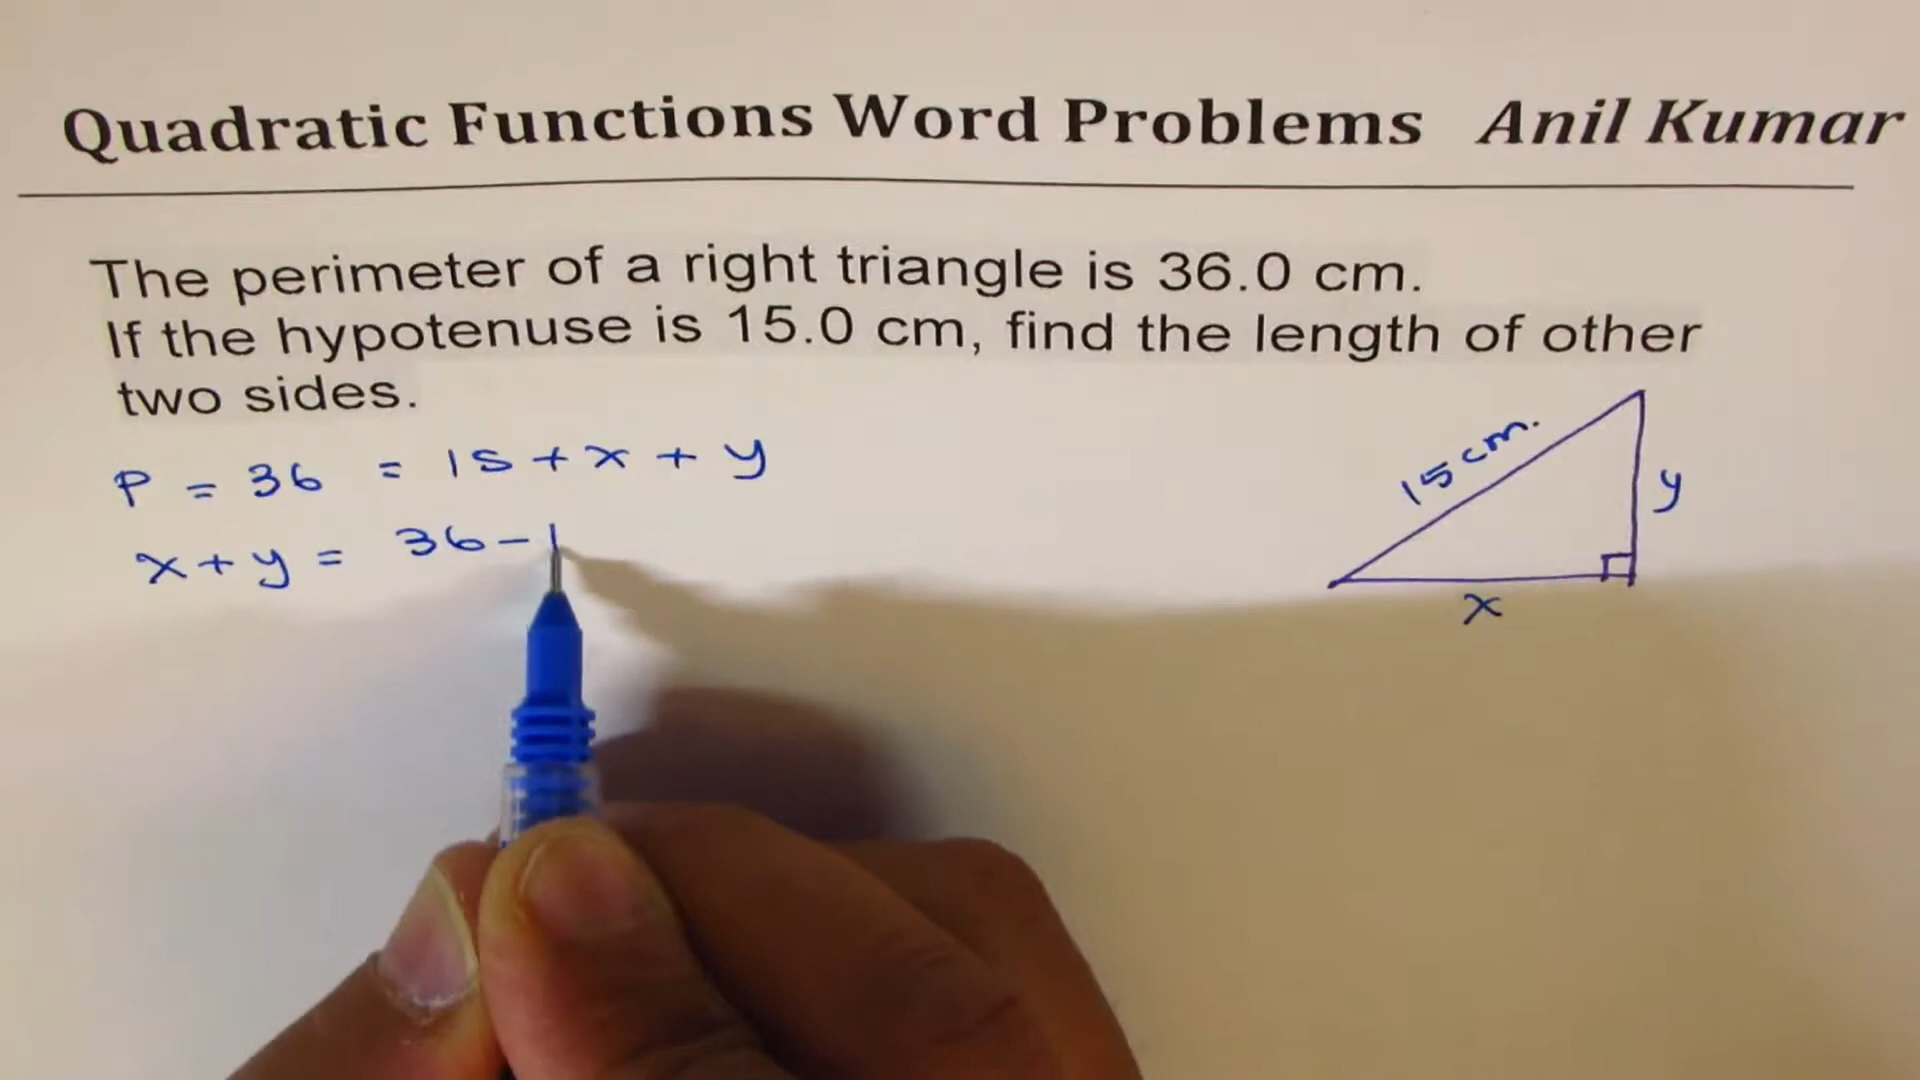 Quadratic Functions Word Problems Anil Kumar
The perimeter of a right triangle is 36.0 cm.
If the hypotenuse is 15.0 cm, find the length of other
two sides.
P = 36 = 15 + x + y
x + y = 36 - 1
15 cm.
y
x